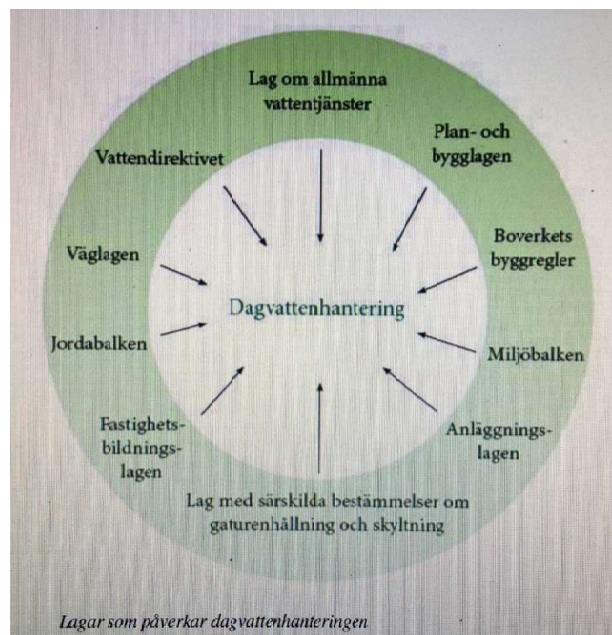 Lag om allmänna
vattentjänster
Plan- och
bygglagen
Vattendirektivet
Boverkets
byggregler
Väglagen
Dagvattenhantering
Jordabalken
Miljöbalken
Fastighets-
bildnings-
lagen
Anläggnings-
lagen
Lag med särskilda bestämmelser om
gaturenhållning och skyltning
Lagar som påverkar dagvattenhanteringen